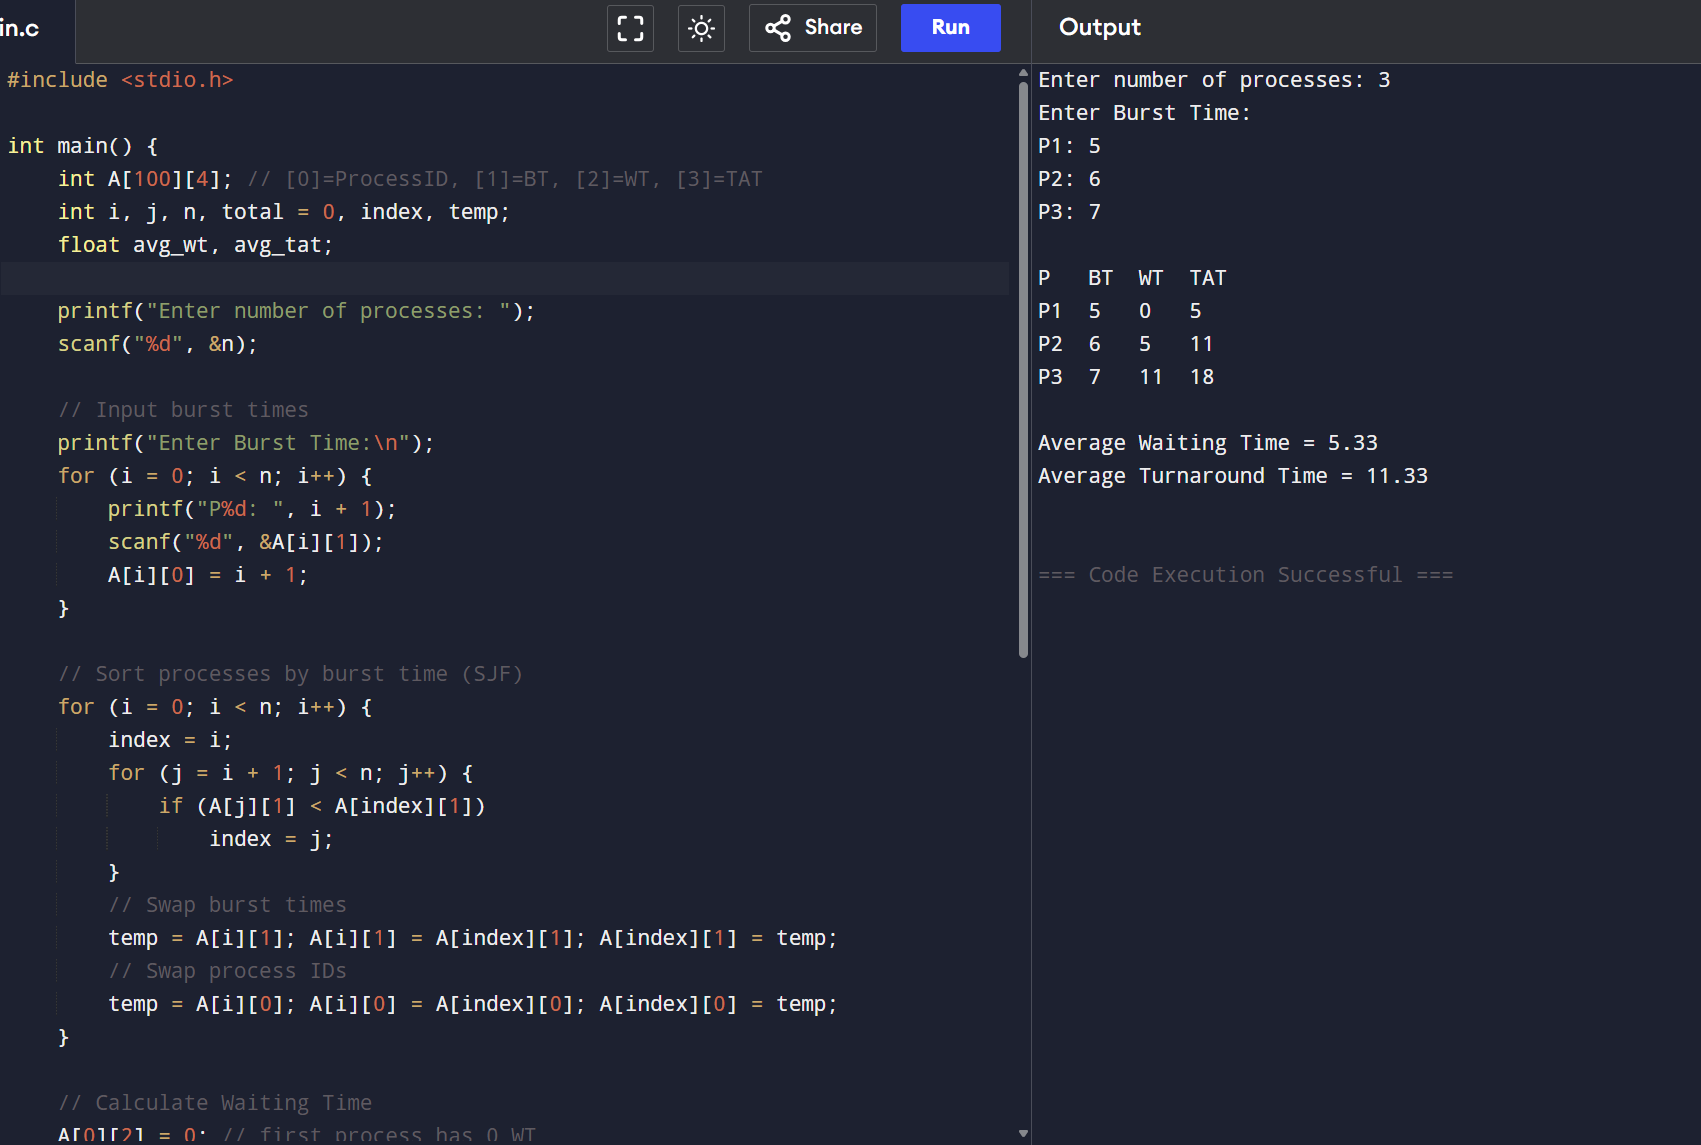 in.c
Share
Run
Output
#include <stdio.h>
int main() {
    int A[100][4]; // [0]=ProcessID, [1]=BT, [2]=WT, [3]=TAT
    int i, j, n, total = 0, index, temp;
    float avg_wt, avg_tat;
    printf("Enter number of processes: ");
    scanf("%d", &n);
    // Input burst times
    printf("Enter Burst Time:\n");
    for (i = 0; i < n; i++) {
        printf("P%d: ", i + 1);
        scanf("%d", &A[i][1]);
        A[i][0] = i + 1;
    }
    // Sort processes by burst time (SJF)
    for (i = 0; i < n; i++) {
        index = i;
        for (j = i + 1; j < n; j++) {
            if (A[j][1] < A[index][1])
                index = j;
        }
        // Swap burst times
        temp = A[i][1]; A[i][1] = A[index][1]; A[index][1] = temp;
        // Swap process IDs
        temp = A[i][0]; A[i][0] = A[index][0]; A[index][0] = temp;
    }
    // Calculate Waiting Time
    A[0][2] = 0; // first process has 0 WT
Enter number of processes: 3
Enter Burst Time:
P1: 5
P2: 6
P3: 7
P   BT  WT  TAT
P1  5   0   5
P2  6   5   11
P3  7   11  18
Average Waiting Time = 5.33
Average Turnaround Time = 11.33
=== Code Execution Successful ===